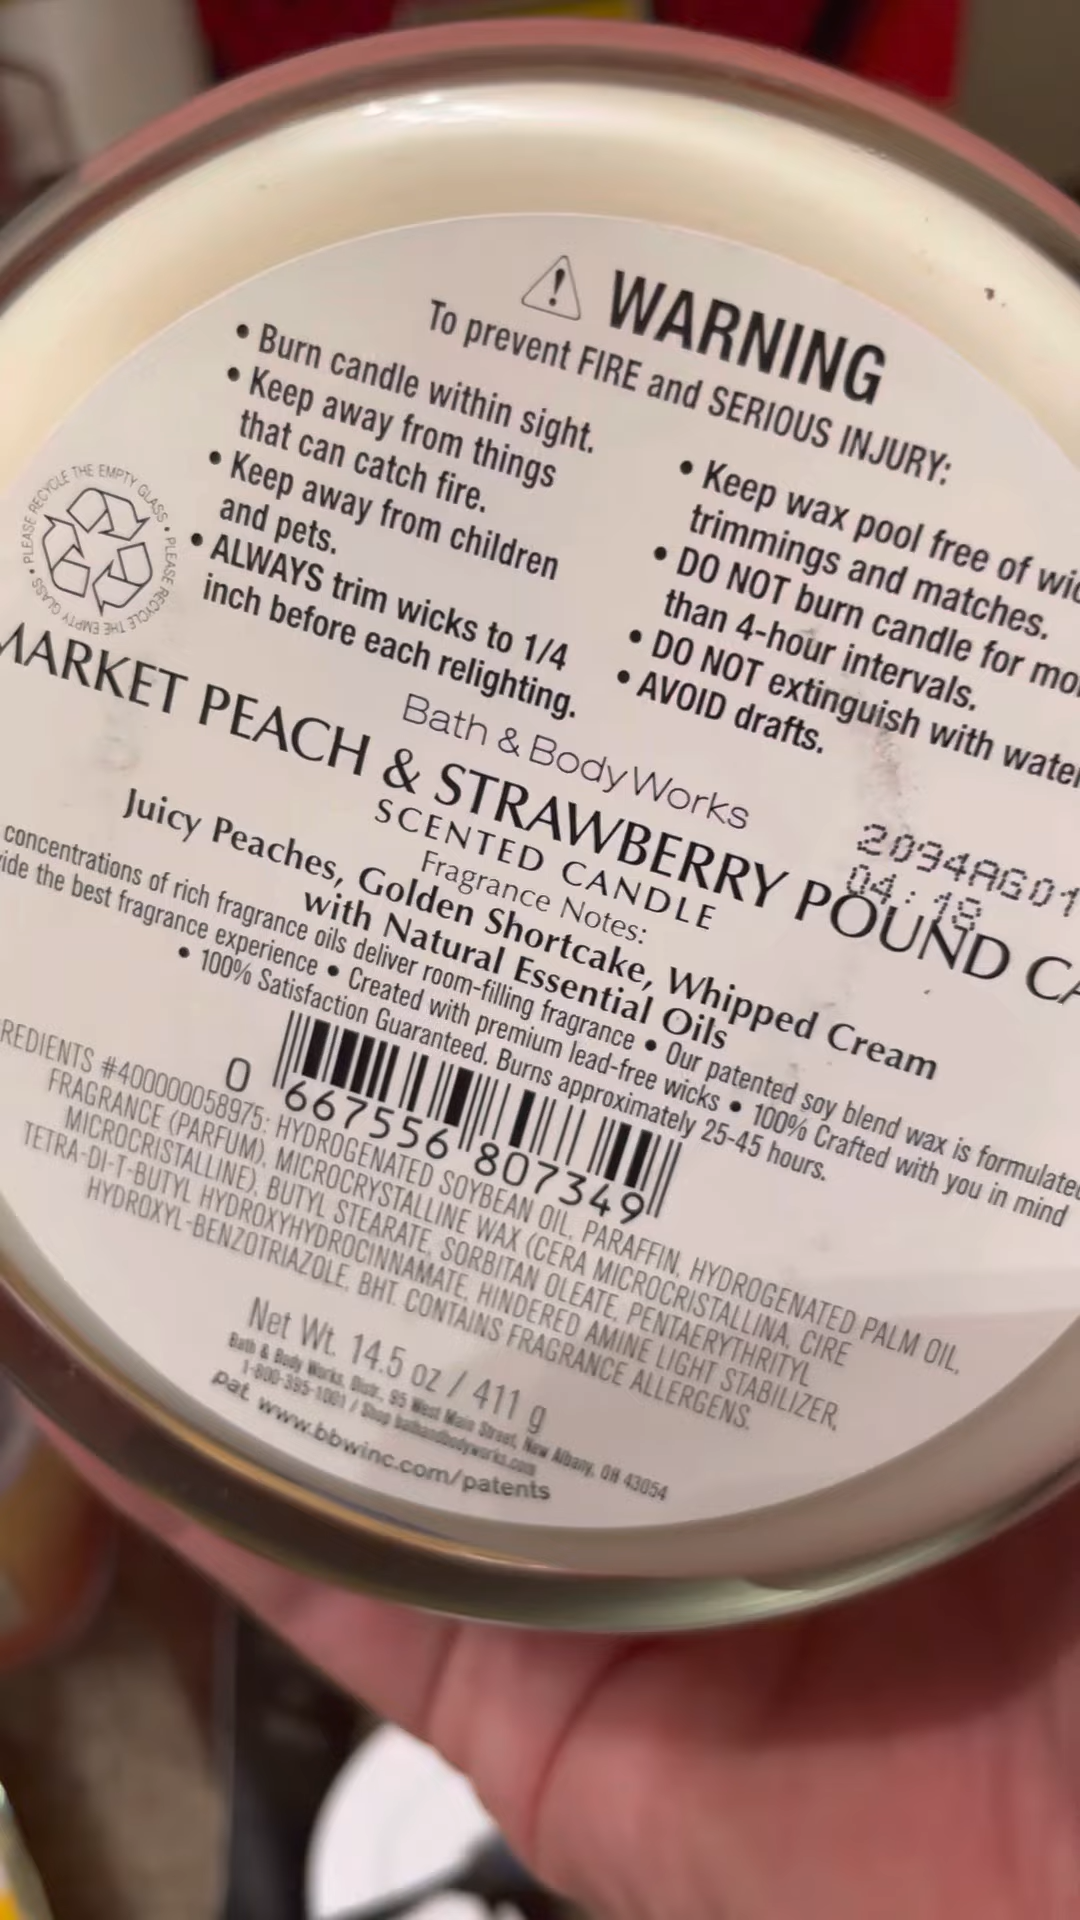 WARNING
To prevent FIRE and SERIOUS INJURY:
• Burn candle within sight.
• Keep away from things
that can catch fire.
• Keep away from children
and pets.
• ALWAYS trim wicks to 1/4
inch before each relighting.
• Keep wax pool free of
trimmings and matches.
• DO NOT burn candle for
than 4-hour intervals.
• DO NOT extinguish with
• AVOID drafts.
PLEASE RECYCLE THE EMPTY GLASS • PLEASE RECYCLE THE EMPTY GLASS •
Bath & Body Works
MARKET PEACH & STRAWBERRY POUND
SCENTED CANDLE
2094AG01
04:18
Fragrance Notes:
Juicy Peaches, Golden Shortcake, Whipped Cream
with Natural Essential Oils
concentrations of rich fragrance oils deliver room-filling fragrance • Our patented soy blend wax is
the best fragrance experience • Created with premium lead-free wicks • 100% Crafted with you in mind
• 100% Satisfaction Guaranteed. Burns approximately 25-45 hours.
0 667556 807349
#400000058975: HYDROGENATED SOYBEAN OIL, PARAFFIN, HYDROGENATED PALM OIL,
FRAGRANCE (PARFUM), MICROCRYSTALLINE WAX (CERA MICROCRISTALLINA, CIRE
MICROCRISTALLINE), BUTYL STEARATE, SORBITAN OLEATE, PENTAERYTHRITYL
TETRA-DI-T-BUTYL HYDROXYHYDROCINNAMATE, HINDERED AMINE LIGHT STABILIZER,
HYDROXYL-BENZOTRIAZOLE, BHT. CONTAINS FRAGRANCE ALLERGENS.
Net Wt. 14.5 oz / 411 g
Bath & Body Works, Distr., 95 West Main Street, New Albany, OH 43054
1-800-395-1001 / Shop bathandbodyworks.com
pat. www.bbwinc.com/patents